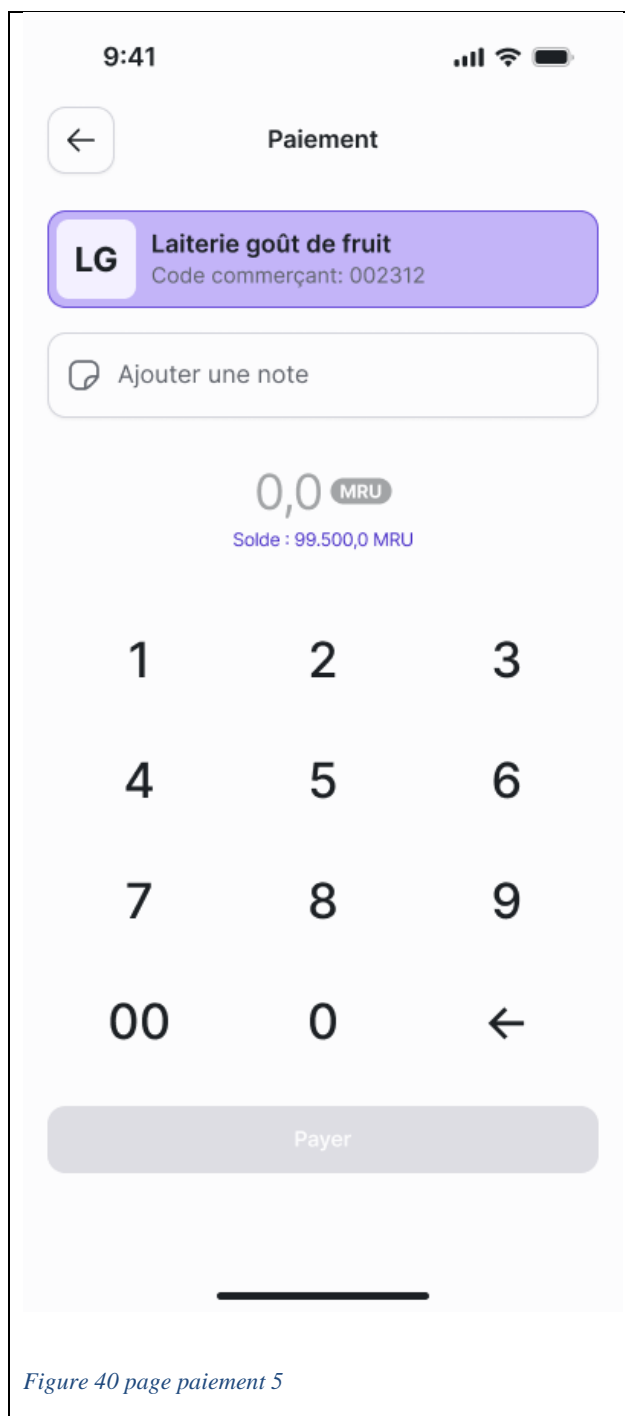 9:41
Paiement
LG
Laiterie goût de fruit
Code commerçant: 002312
Ajouter une note
0,0 MRU
Solde : 99.500,0 MRU
1 2 3
4 5 6
7 8 9
00 0
Payer
Figure 40 page paiement 5